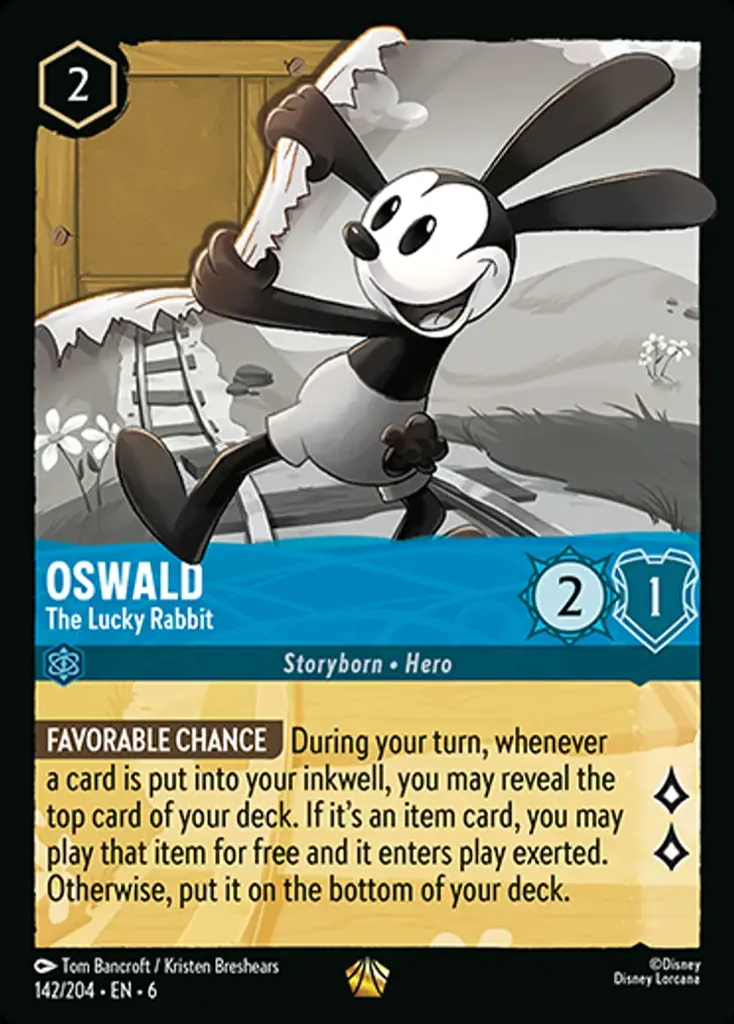 2
OSWALD
The Lucky Rabbit
2 1
Storyborn • Hero
FAVORABLE CHANCE During your turn, whenever
a card is put into your inkwell, you may reveal the
top card of your deck. If it's an item card, you may
play that item for free and it enters play exerted.
Otherwise, put it on the bottom of your deck.
Tom Bancroft / Kristen Breshears
142/204 • EN • 6
©Disney
Disney Lorcana